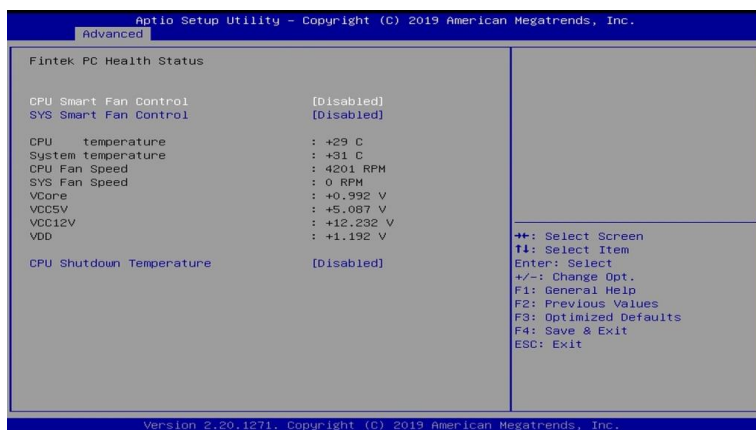 Aptio Setup Utility – Copyright (C) 2019 American Megatrends, Inc.
Advanced
Fintek PC Health Status
CPU Smart Fan Control [Disabled]
SYS Smart Fan Control [Disabled]
CPU temperature : +29 C
System temperature : +31 C
CPU Fan Speed : 4201 RPM
SYS Fan Speed : 0 RPM
VCore : +0.992 V
VCC5V : +5.087 V
VCC12V : +12.232 V
VDD : +1.192 V
CPU Shutdown Temperature [Disabled]
→←: Select Screen
↑↓: Select Item
Enter: Select
+/-: Change Opt.
F1: General Help
F2: Previous Values
F3: Optimized Defaults
F4: Save & Exit
ESC: Exit
Version 2.20.1271. Copyright (C) 2019 American Megatrends, Inc.